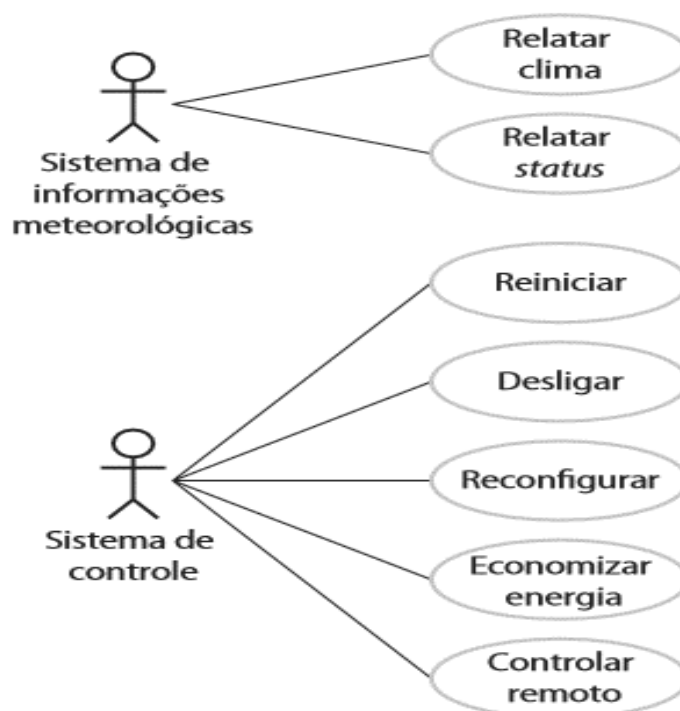 Relatar
clima
Relatar
status
Sistema de
informações
meteorológicas
Reiniciar
Desligar
Reconfigurar
Sistema de
controle
Economizar
energia
Controlar
remoto